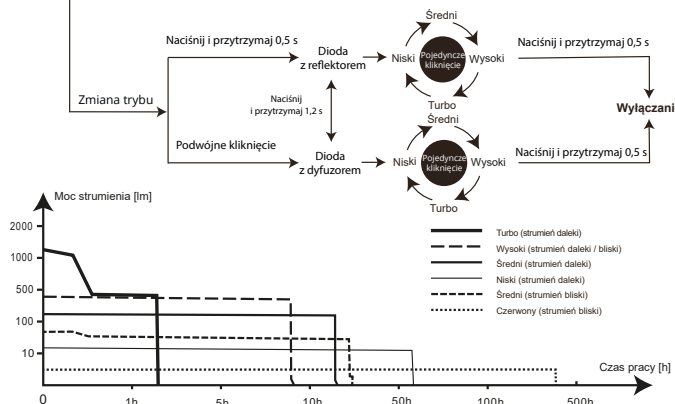 Średni
Naciśnij i przytrzymaj 0,5 s
Dioda
z reflektorem
Niski
Pojedyncze
kliknięcie
Wysoki
Naciśnij i przytrzymaj 0,5 s
Turbo
Zmiana trybu
Naciśnij
i przytrzymaj 1,2 s
Wyłączani
Średni
Podwójne kliknięcie
Dioda
z dyfuzorem
Niski
Pojedyncze
kliknięcie
Wysoki
Naciśnij i przytrzymaj 0,5 s
Turbo
Moc strumienia [lm]
2000
1000
500
100
10
Turbo (strumień daleki)
Wysoki (strumień daleki / bliski)
Średni (strumień daleki)
Niski (strumień daleki)
Średni (strumień bliski)
Czerwony (strumień bliski)
Czas pracy [h]
0
1h
5h
10h
50h
100h
500h